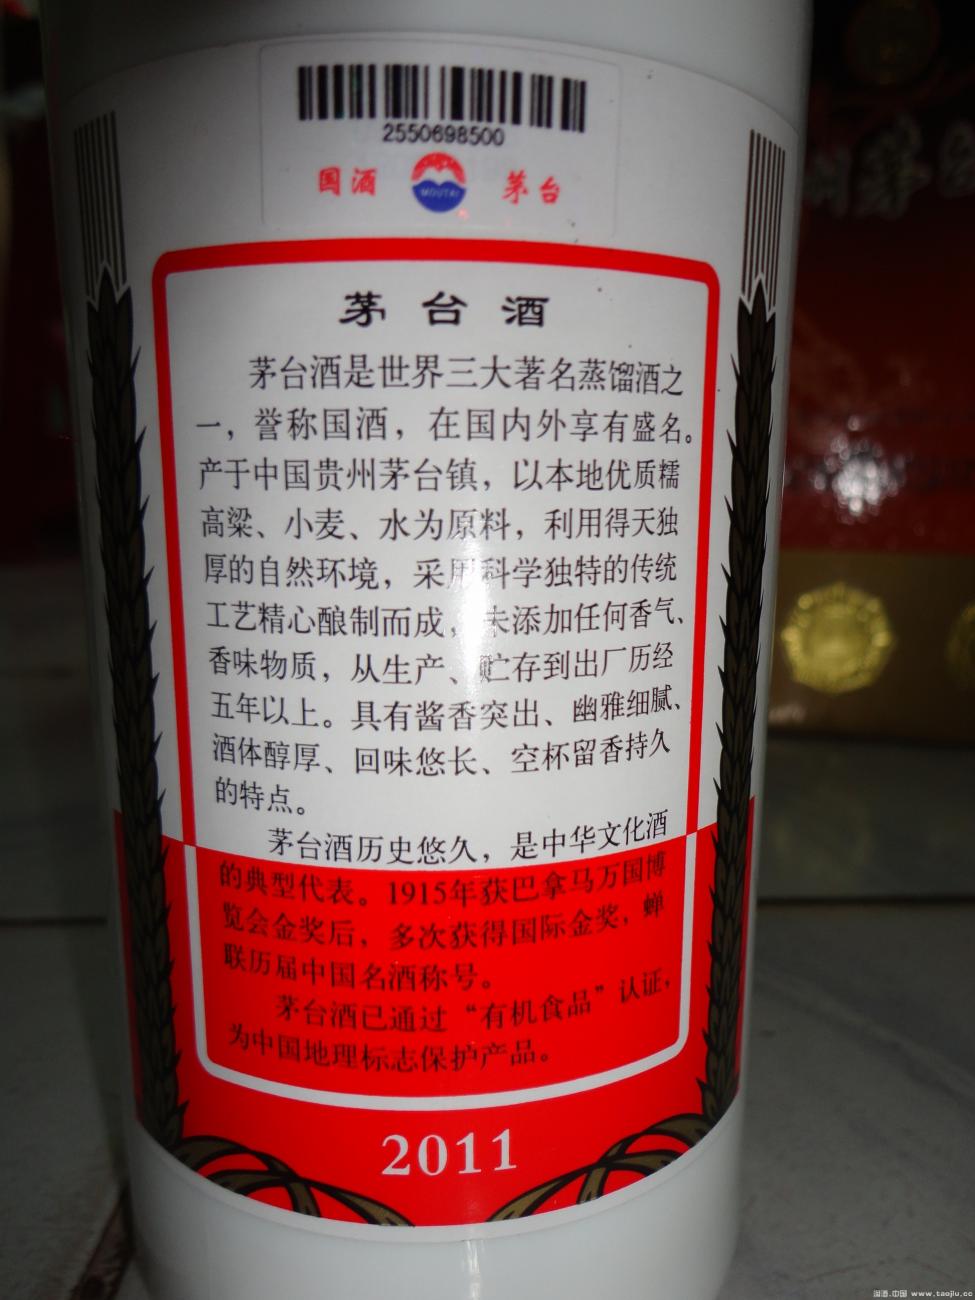 2550698500
国酒 MOUTAI 茅台
茅台酒
茅台酒是世界三大著名蒸馏酒之
一，誉称国酒，在国内外享有盛名。
产于中国贵州茅台镇，以本地优质糯
高粱、小麦、水为原料，利用得天独
厚的自然环境，采用科学独特的传统
工艺精心酿制而成，未添加任何香气、
香味物质，从生产、贮存到出厂历经
五年以上。具有酱香突出、幽雅细腻、
酒体醇厚、回味悠长、空杯留香持久
的特点。
茅台酒历史悠久，是中华文化酒
的典型代表。1915年获巴拿马万国博
览会金奖后，多次获得国际金奖，蝉
联历届中国名酒称号。
茅台酒已通过“有机食品”认证，
为中国地理标志保护产品。
2011
国酒.中国 www.taojiu.cc